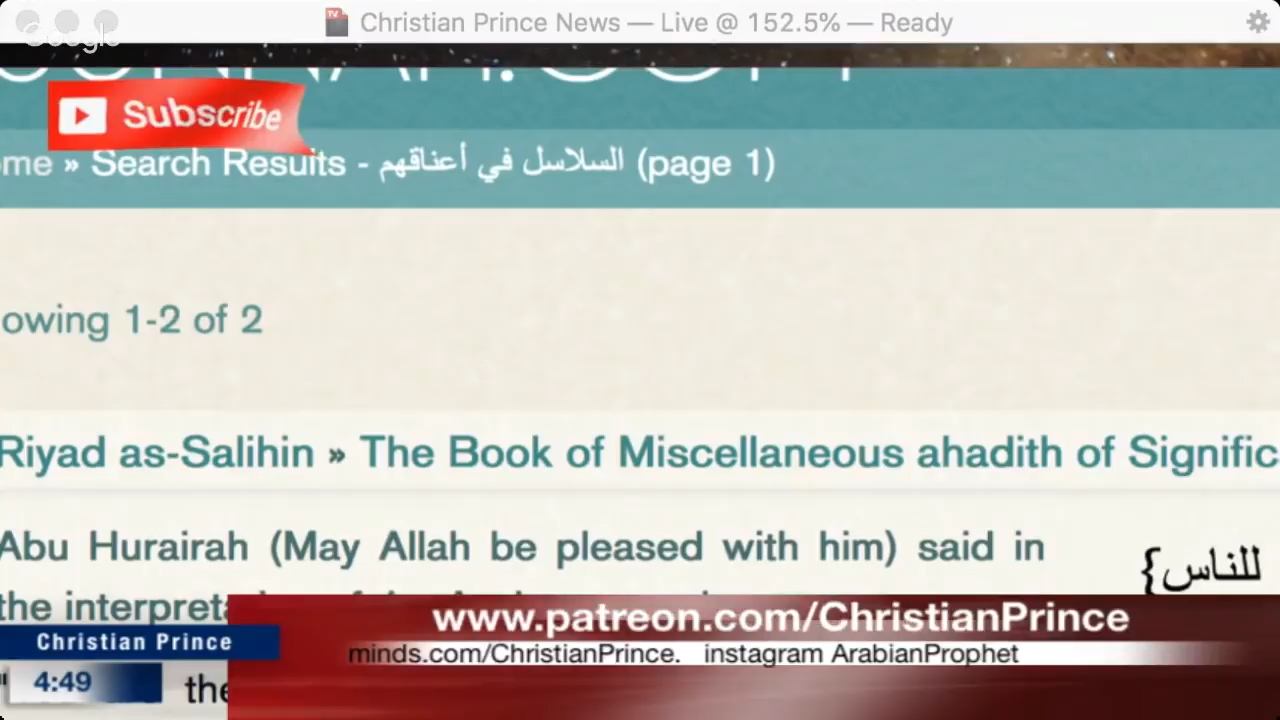 Christian Prince News — Live @ 152.5% — Ready
Google
Subscribe
ome » Search Results - السلاسل في أعناقهم (page 1)
owing 1-2 of 2
Riyad as-Salihin » The Book of Miscellaneous ahadith of Signific
Abu Hurairah (May Allah be pleased with him) said in
للناس}
the
www.patreon.com/ChristianPrince
Christian Prince
minds.com/ChristianPrince. instagram ArabianProphet
4:49
the